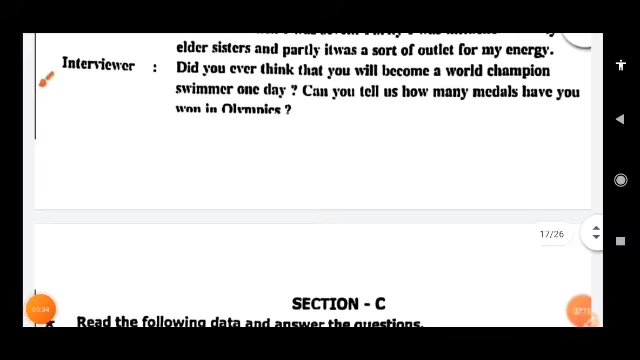 elder sisters and partly itwas a sort of outlet for my energy.
Interviewer : Did you ever think that you will become a world champion
swimmer one day ? Can you tell us how many medals have you
won in Olympics ?
17/26
SECTION - C
Read the following data and answer the questions.
03:34